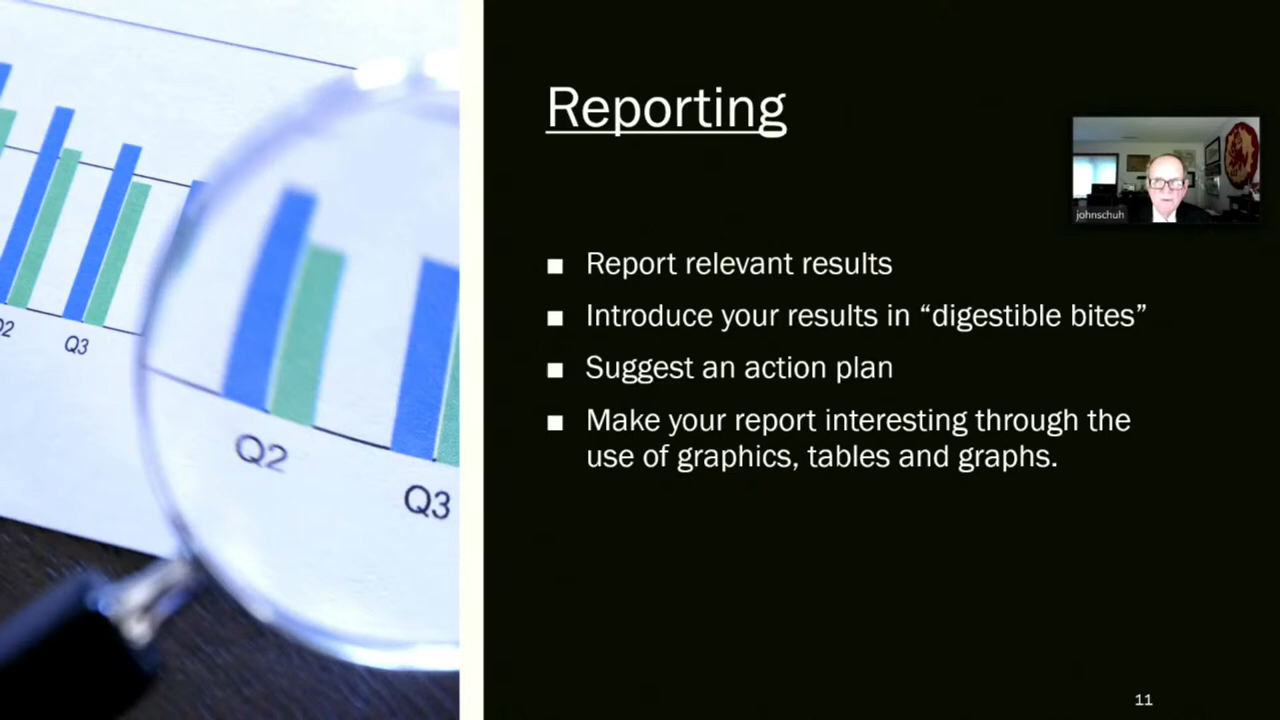 Reporting
johnschuh
■ Report relevant results
■ Introduce your results in “digestible bites”
■ Suggest an action plan
■ Make your report interesting through the
use of graphics, tables and graphs.
Q2
Q3
Q2
Q3
11